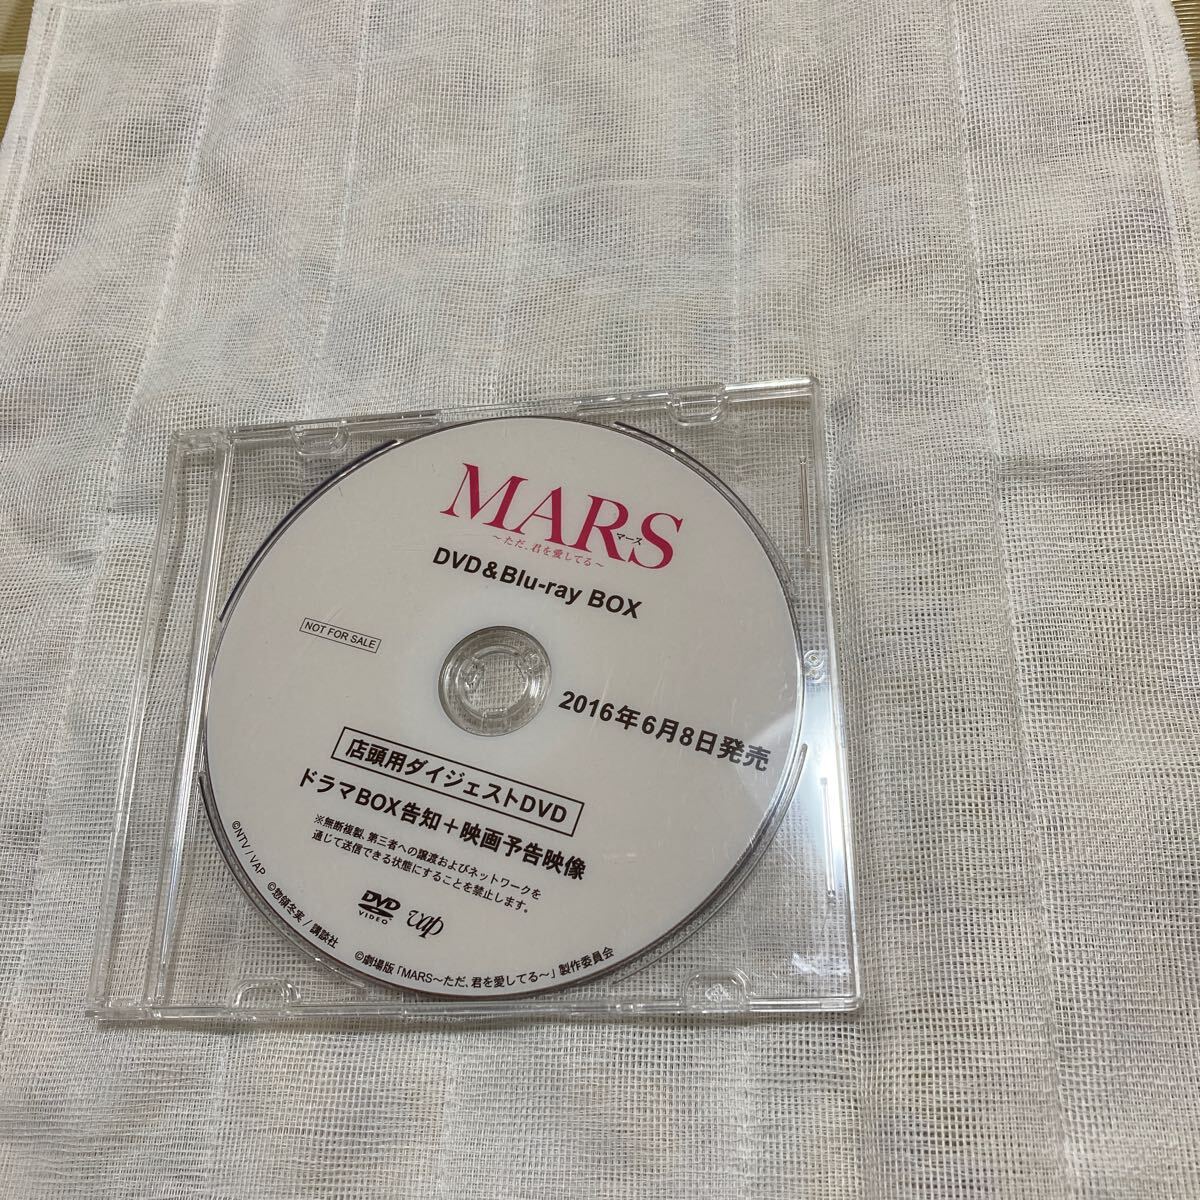 MARS
マース
～ただ、君を愛してる～
DVD&Blu-ray BOX
NOT FOR SALE
2016年6月8日発売
店頭用ダイジェストDVD
ドラマBOX告知＋映画予告映像
※無断複製、第三者への譲渡およびネットワークを
通じて送信できる状態にすることを禁止します。
DVD
VIDEO
vap
©NTV/VAP ©惣領冬実/講談社
©劇場版「MARS～ただ、君を愛してる～」製作委員会